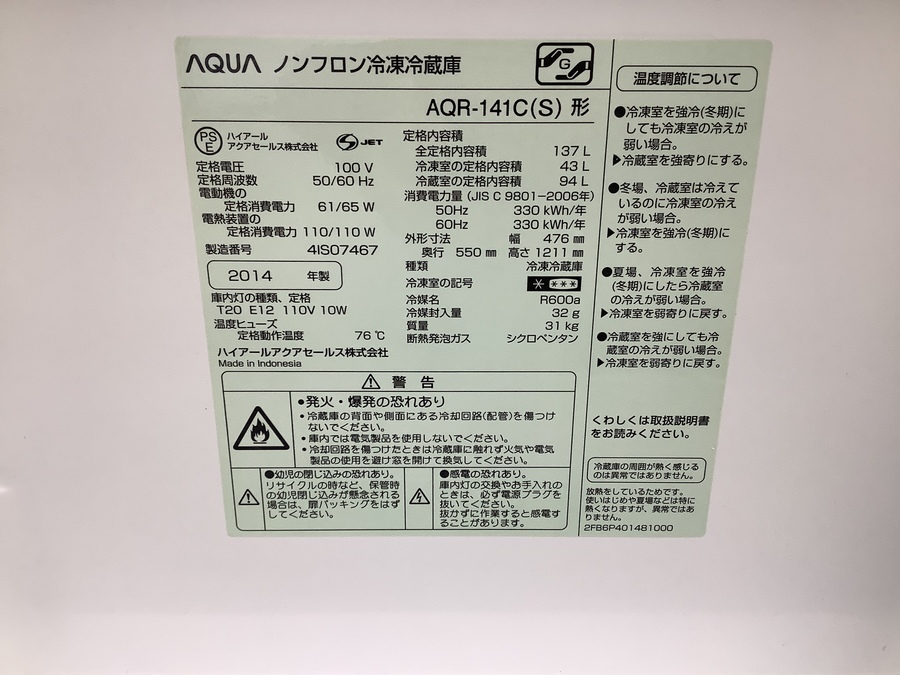 AQUA ノンフロン冷凍冷蔵庫
G
AQR-141C(S) 形
PS
E
ハイアール
アクアセールス株式会社
S JET
定格電圧 100 V
定格周波数 50/60 Hz
電動機の
定格消費電力 61/65 W
電熱装置の
定格消費電力 110/110 W
製造番号 4IS07467
2014 年製
庫内灯の種類、定格
T20 E12 110V 10W
温度ヒューズ
定格動作温度 76 ℃
ハイアールアクアセールス株式会社
Made in Indonesia
定格内容積
全定格内容積 137 L
冷凍室の定格内容積 43 L
冷蔵室の定格内容積 94 L
消費電力量 (JIS C 9801-2006年)
50Hz 330 kWh/年
60Hz 330 kWh/年
外形寸法 幅 476 ㎜
奥行 550 ㎜ 高さ 1211 ㎜
種類 冷凍冷蔵庫
冷凍室の記号 * ***
冷媒名 R600a
冷媒封入量 32 g
質量 31 kg
断熱発泡ガス シクロペンタン
警 告
●発火・爆発の恐れあり
・冷蔵庫の背面や側面にある冷却回路(配管)を傷つけ
ないでください。
・庫内では電気製品を使用しないでください。
・冷却回路を傷つけたときは冷蔵庫に触れず火気や電気
製品の使用を避け窓を開けて換気してください。
●幼児の閉じ込みの恐れあり。
リサイクルの時など、保管時
の幼児閉じ込みが懸念される
場合は、扉パッキングをはず
してください。
●感電の恐れあり。
庫内灯の交換やお手入れの
ときは、必ず電源プラグを
抜いてください。
抜かずに作業すると感電す
ることがあります。
温度調節について
●冷凍室を強冷(冬期)に
しても冷凍室の冷えが
弱い場合。
▶冷蔵室を強寄りにする。
●冬場、冷蔵室は冷えて
いるのに冷凍室の冷え
が弱い場合。
▶冷凍室を強冷(冬期)に
する。
●夏場、冷凍室を強冷
(冬期)にしたら冷蔵室
の冷えが弱い場合。
▶冷凍室を弱寄りに戻す。
●冷蔵室を強にしても冷
蔵室の冷えが弱い場合。
▶冷凍室を弱寄りに戻す。
くわしくは取扱説明書
をお読みください。
冷蔵庫の周囲が熱く感じる
のは異常ではありません。
放熱をしているためです。
使いはじめや夏場などは特に
熱くなりますが、異常ではあ
りません。
2FB6P401481000